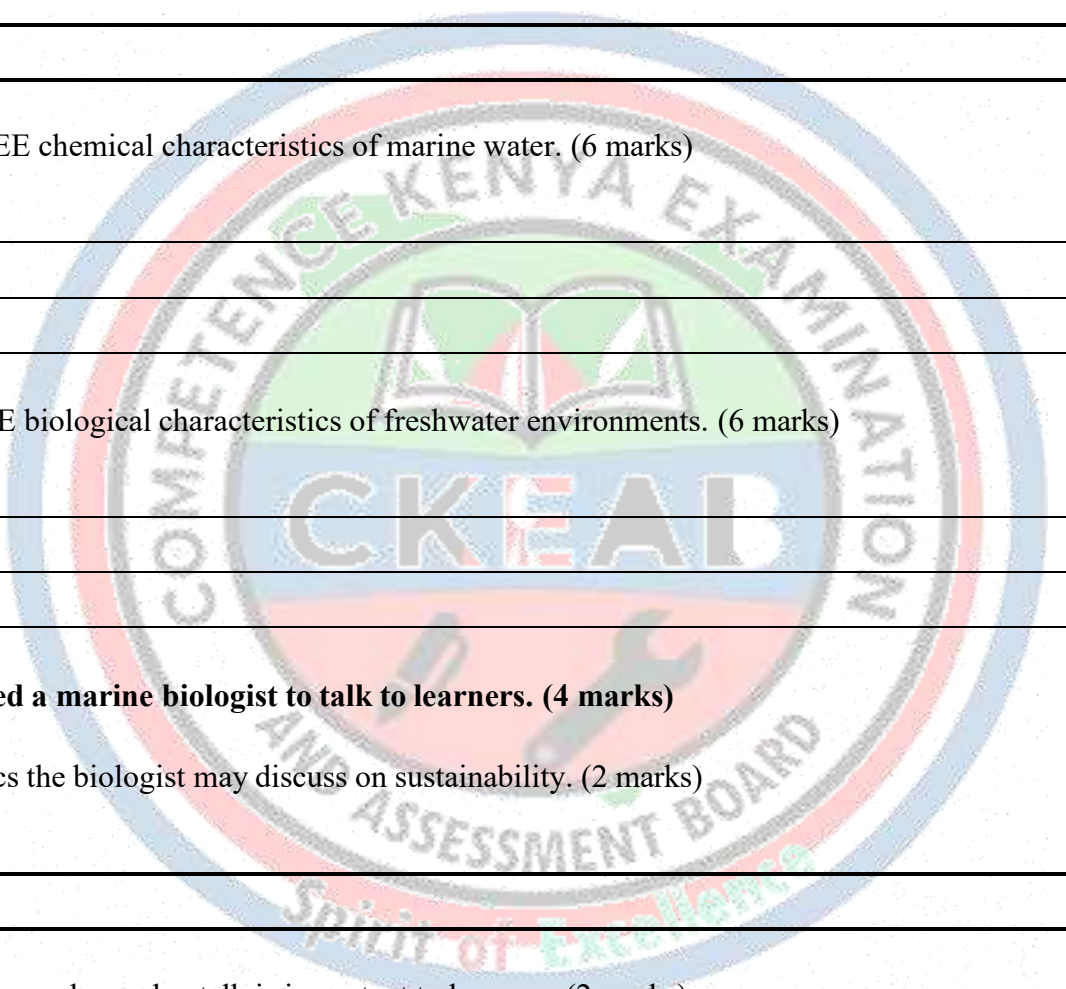 EE chemical characteristics of marine water. (6 marks)
COMPETENCE KENYA EXAMINATION
E biological characteristics of freshwater environments. (6 marks)
CKEAB
ed a marine biologist to talk to learners. (4 marks)
cs the biologist may discuss on sustainability. (2 marks)
AND ASSESSMENT BOARD
Spirit of Excellence